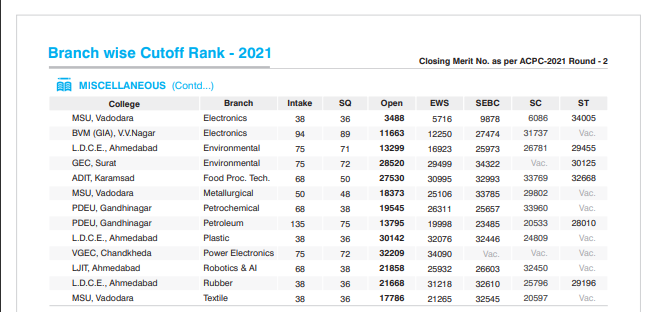 Branch wise Cutoff Rank - 2021
Closing Merit No. as per ACPC-2021 Round - 2
MISCELLANEOUS (Contd...)
College Branch Intake SQ Open EWS SEBC SC ST
MSU, Vadodara Electronics 38 36 3488 5716 9878 6086 34005
BVM (GIA), V.V.Nagar Electronics 94 89 11663 12250 27474 31737 Vac.
L.D.C.E., Ahmedabad Environmental 75 71 13299 16923 25973 26781 29455
GEC, Surat Environmental 75 72 28520 29499 34322 Vac. 30125
ADIT, Karamsad Food Proc. Tech. 68 50 27530 30995 32993 33769 32668
MSU, Vadodara Metallurgical 50 48 18373 25106 33785 29802 Vac.
PDEU, Gandhinagar Petrochemical 68 38 19545 26311 25657 33960 Vac.
PDEU, Gandhinagar Petroleum 135 75 13795 19998 23485 20533 28010
L.D.C.E., Ahmedabad Plastic 38 36 30142 32076 32446 24809 Vac.
VGEC, Chandkheda Power Electronics 75 72 32209 34090 Vac. Vac. Vac.
LJIT, Ahmedabad Robotics & AI 68 38 21858 25932 26603 32450 Vac.
L.D.C.E., Ahmedabad Rubber 38 36 21668 31218 32610 25796 29196
MSU, Vadodara Textile 38 36 17786 21265 32545 20597 Vac.